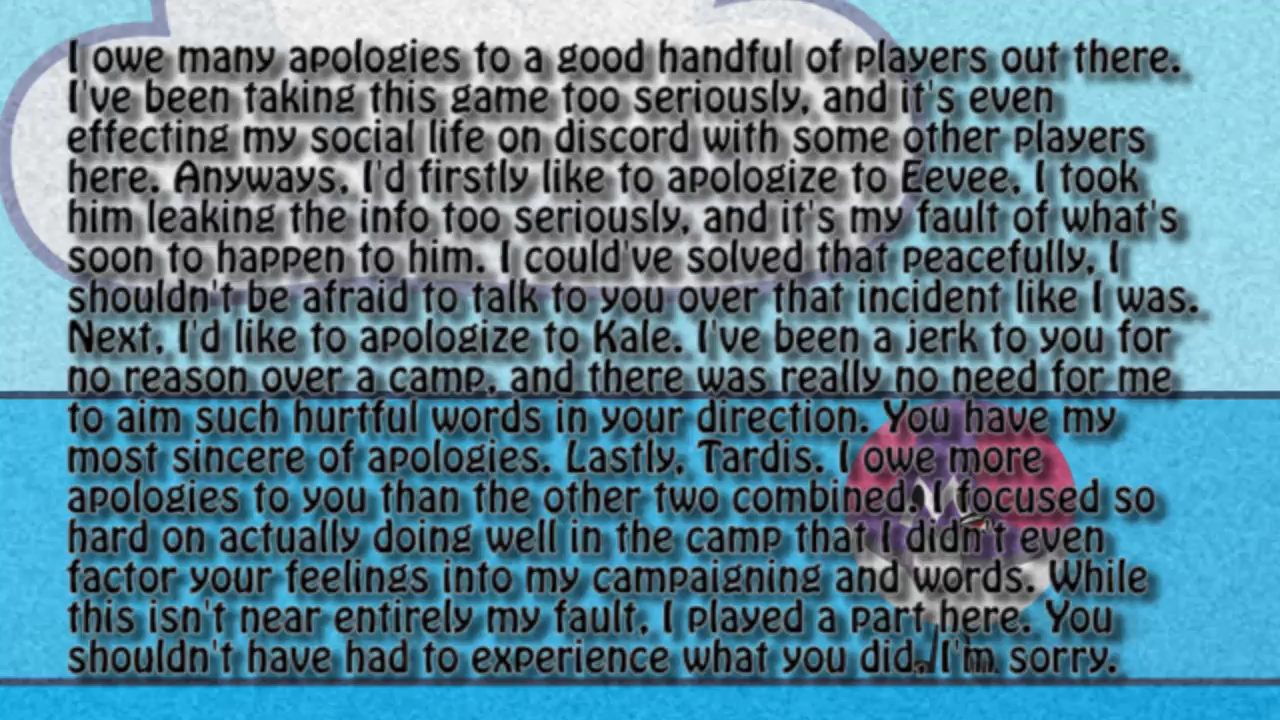 I owe many apologies to a good handful of players out there.
I've been taking this game too seriously, and it's even
effecting my social life on discord with some other players
here. Anyways, I'd firstly like to apologize to Eevee, I took
him leaking the info too seriously, and it's my fault of what's
soon to happen to him. I could've solved that peacefully, I
shouldn't be afraid to talk to you over that incident like I was.
Next, I'd like to apologize to Kale. I've been a jerk to you for
no reason over a camp, and there was really no need for me
to aim such hurtful words in your direction. You have my
most sincere of apologies. Lastly, Tardis. I owe more
apologies to you than the other two combined. I focused so
hard on actually doing well in the camp that I didn't even
factor your feelings into my campaigning and words. While
this isn't near entirely my fault, I played a part here. You
shouldn't have had to experience what you did. I'm sorry.